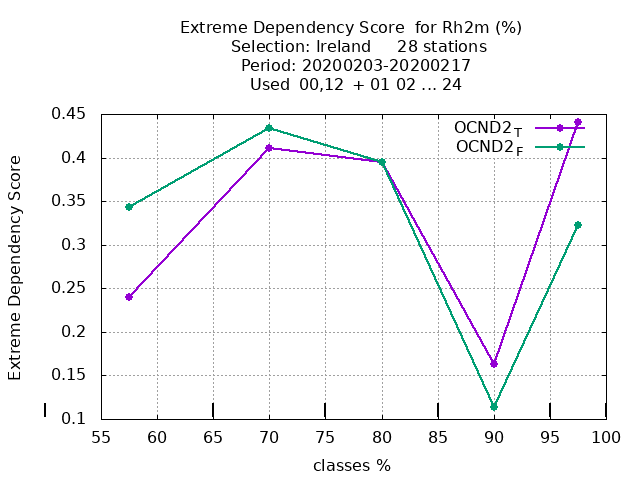 Extreme Dependency Score  for Rh2m (%)
Selection: Ireland     28 stations
Period: 20200203-20200217
Used  00,12  + 01 02 ... 24
OCND2T
OCND2F
Extreme Dependency Score
0.45
0.4
0.35
0.3
0.25
0.2
0.15
0.1
55 60 65 70 75 80 85 90 95 100
classes %